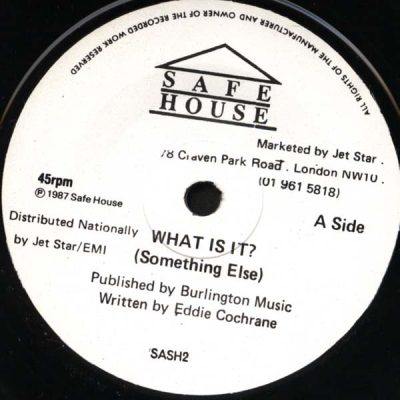 ALL RIGHTS OF THE MANUFACTURER AND OWNER OF THE RECORDED WORK RESERVED
SAFE
HOUSE
Marketed by Jet Star .
78 Craven Park Road . London NW10 .
(01 961 5818)
45rpm
℗ 1987 Safe House
A Side
Distributed Nationally
by Jet Star/EMI
WHAT IS IT?
(Something Else)
Published by Burlington Music
Written by Eddie Cochrane
SASH2